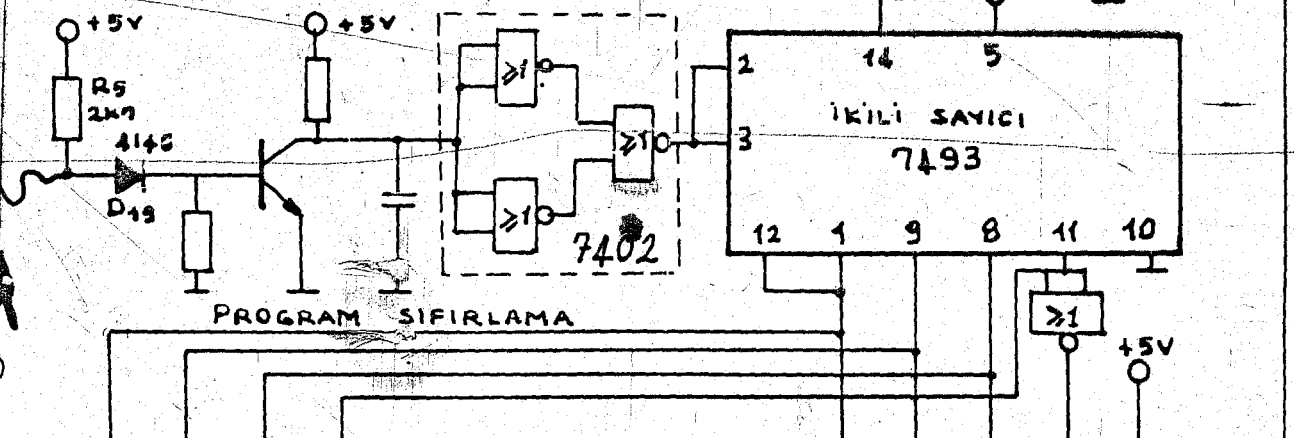 +5V
+5V
R5
2k7
4148
D19
≥1
≥1
≥1
7402
14
5
2
3
İKİLİ SAYICI
7493
12
1
9
8
11
10
PROGRAM SIFIRLAMA
≥1
+5V